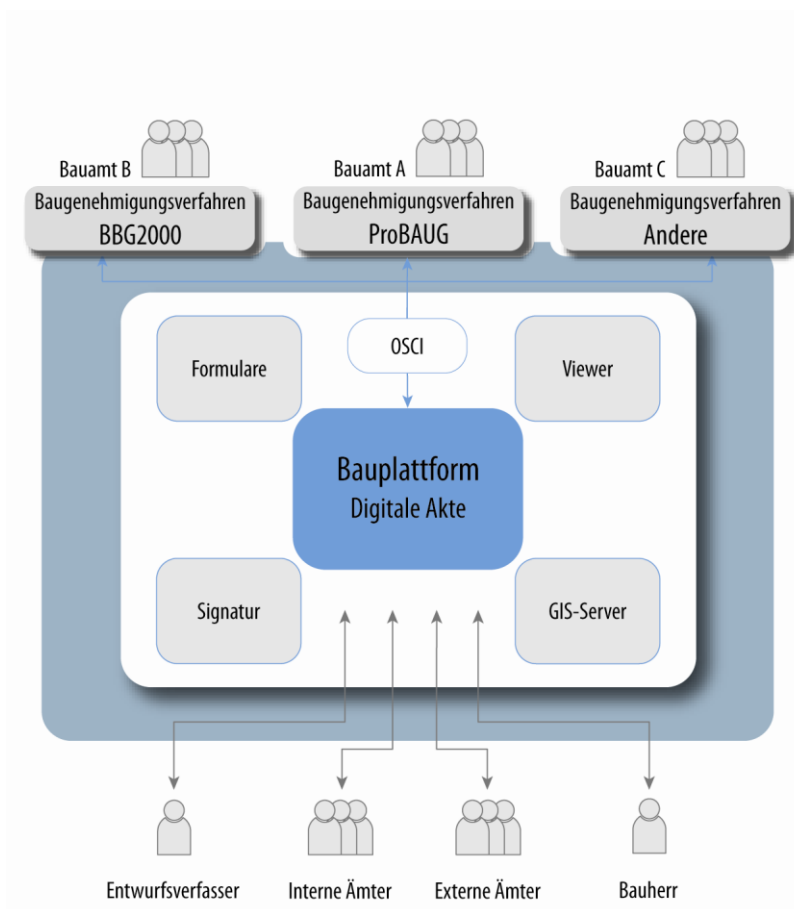 Bauamt B
Bauamt A
Bauamt C
Baugenehmigungsverfahren
BBG2000
Baugenehmigungsverfahren
ProBAUG
Baugenehmigungsverfahren
Andere
Formulare
OSCI
Viewer
Bauplattform
Digitale Akte
Signatur
GIS-Server
Entwurfsverfasser
Interne Ämter
Externe Ämter
Bauherr